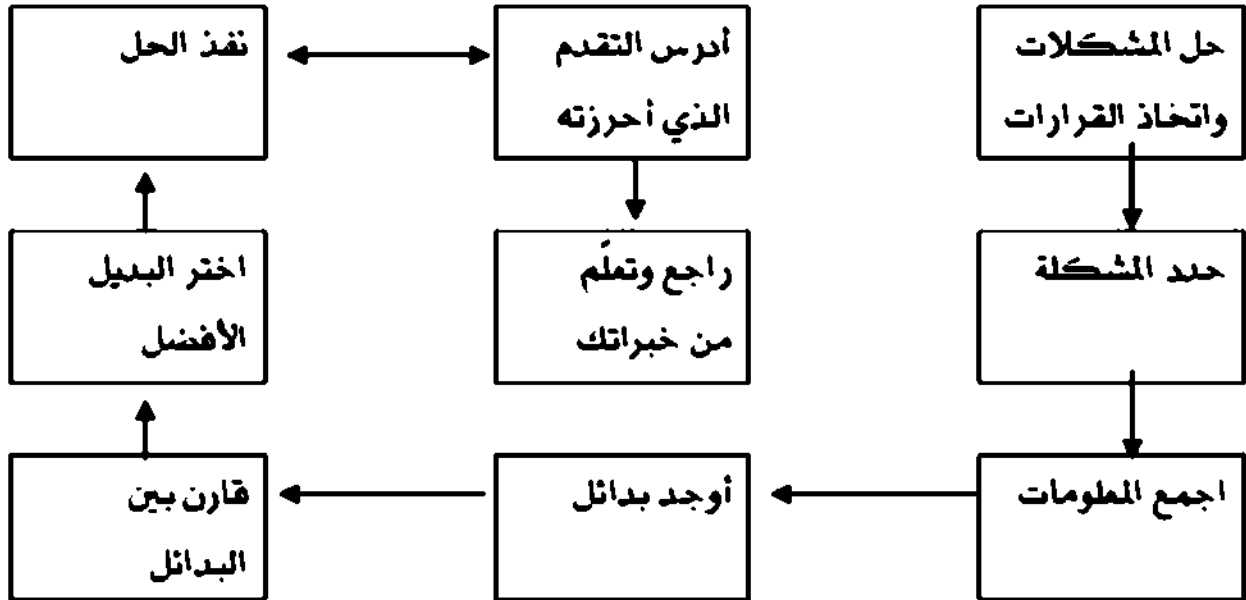 حل المشكلات
واتخاذ القرارات
أدرس التقدم
الذي أحرزته
نفذ الحل
حدد المشكلة
راجع وتعلَّم
من خبراتك
اختر البديل
الأفضل
اجمع المعلومات
أوجد بدائل
قارن بين
البدائل